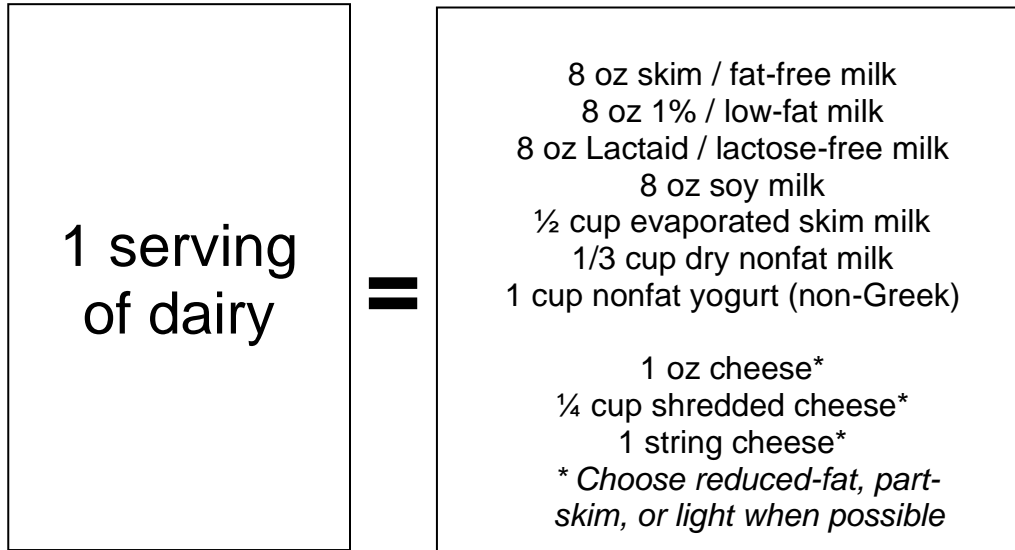 1 serving
of dairy
=
8 oz skim / fat-free milk
8 oz 1% / low-fat milk
8 oz Lactaid / lactose-free milk
8 oz soy milk
½ cup evaporated skim milk
1/3 cup dry nonfat milk
1 cup nonfat yogurt (non-Greek)
1 oz cheese*
¼ cup shredded cheese*
1 string cheese*
* Choose reduced-fat, part-
skim, or light when possible